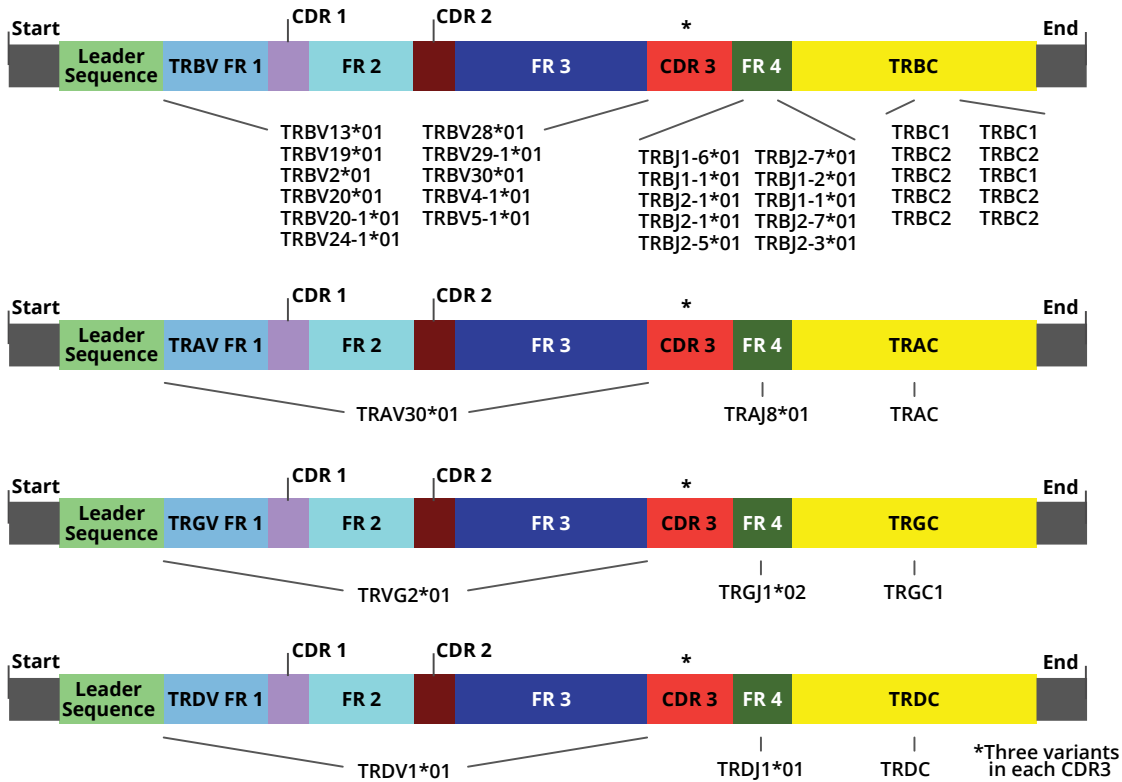 Start
CDR 1
CDR 2
*
End
Leader
Sequence
TRBV FR 1
FR 2
FR 3
CDR 3
FR 4
TRBC
TRBV13*01
TRBV19*01
TRBV2*01
TRBV20*01
TRBV20-1*01
TRBV24-1*01
TRBV28*01
TRBV29-1*01
TRBV30*01
TRBV4-1*01
TRBV5-1*01
TRBJ1-6*01
TRBJ1-1*01
TRBJ2-1*01
TRBJ2-1*01
TRBJ2-5*01
TRBJ2-7*01
TRBJ1-2*01
TRBJ1-1*01
TRBJ2-7*01
TRBJ2-3*01
TRBC1
TRBC2
TRBC2
TRBC2
TRBC2
TRBC1
TRBC2
TRBC1
TRBC2
TRBC2
Start
CDR 1
CDR 2
*
End
Leader
Sequence
TRAV FR 1
FR 2
FR 3
CDR 3
FR 4
TRAC
TRAV30*01
TRAJ8*01
TRAC
Start
CDR 1
CDR 2
*
End
Leader
Sequence
TRGV FR 1
FR 2
FR 3
CDR 3
FR 4
TRGC
TRVG2*01
TRGJ1*02
TRGC1
Start
CDR 1
CDR 2
*
End
Leader
Sequence
TRDV FR 1
FR 2
FR 3
CDR 3
FR 4
TRDC
TRDV1*01
TRDJ1*01
TRDC
*Three variants
in each CDR3